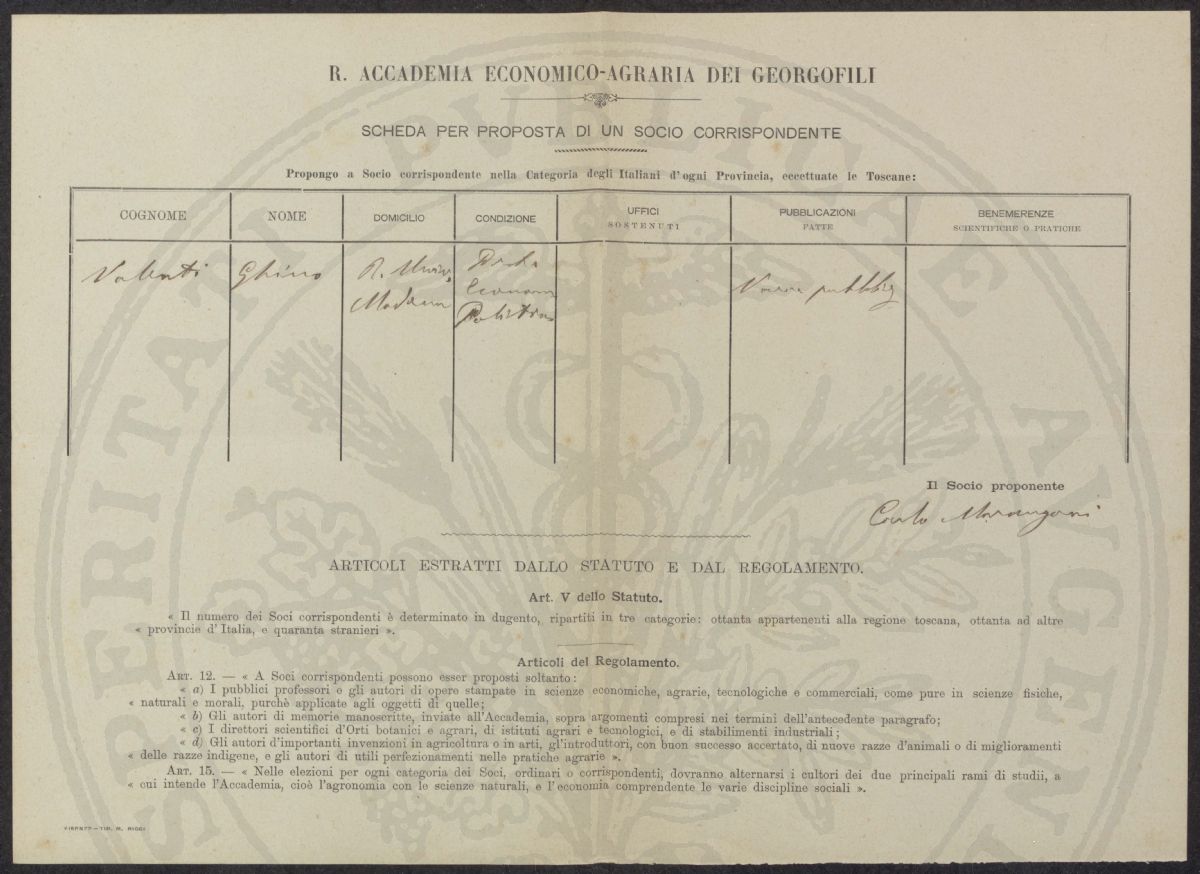 R. ACCADEMIA ECONOMICO-AGRARIA DEI GEORGOFILI
SCHEDA PER PROPOSTA DI UN SOCIO CORRISPONDENTE
Propongo a Socio corrispondente nella Categoria degli Italiani d'ogni Provincia, eccettuate le Toscane:
COGNOME NOME DOMICILIO CONDIZIONE UFFICI SOSTENUTI PUBBLICAZIONI FATTE BENEMERENZE SCIENTIFICHE O PRATICHE
Valenti Ghino R. Univ.
Modena Econom
Politica
Varie pubblic
Il Socio proponente
Carlo Marangoni
ARTICOLI ESTRATTI DALLO STATUTO E DAL REGOLAMENTO.
Art. V dello Statuto.
« Il numero dei Soci corrispondenti è determinato in dugento, ripartiti in tre categorie: ottanta appartenenti alla regione toscana, ottanta ad altre
« provincie d'Italia, e quaranta stranieri ».
Articoli del Regolamento.
ART. 12. — « A Soci corrispondenti possono esser proposti soltanto:
« a) I pubblici professori e gli autori di opere stampate in scienze economiche, agrarie, tecnologiche e commerciali, come pure in scienze fisiche,
« naturali e morali, purchè applicate agli oggetti di quelle;
« b) Gli autori di memorie manoscritte, inviate all'Accademia, sopra argomenti compresi nei termini dell'antecedente paragrafo;
« c) I direttori scientifici d'Orti botanici e agrari, di istituti agrari e tecnologici, e di stabilimenti industriali;
« d) Gli autori d'importanti invenzioni in agricoltura o in arti, gl'introduttori, con buon successo accertato, di nuove razze d'animali o di miglioramenti
« delle razze indigene, e gli autori di utili perfezionamenti nelle pratiche agrarie ».
ART. 15. — « Nelle elezioni per ogni categoria dei Soci, ordinari o corrispondenti, dovranno alternarsi i cultori dei due principali rami di studii, a
« cui intende l'Accademia, cioè l'agronomia con le scienze naturali, e l'economia comprendente le varie discipline sociali ».
TIP. M. RICCI